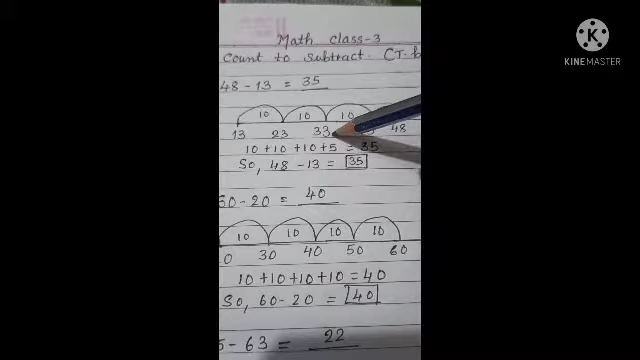 Math class-3
Count to subtract. CT-
48-13 = 35
10 10 10
13 23 33 48
10+10+10+5 = 35
So, 48-13 = 35
60-20 = 40
10 10 10 10
30 40 50 60
10+10+10+10=40
So, 60-20 = 40
5-63 = 22
K
KINEMASTER